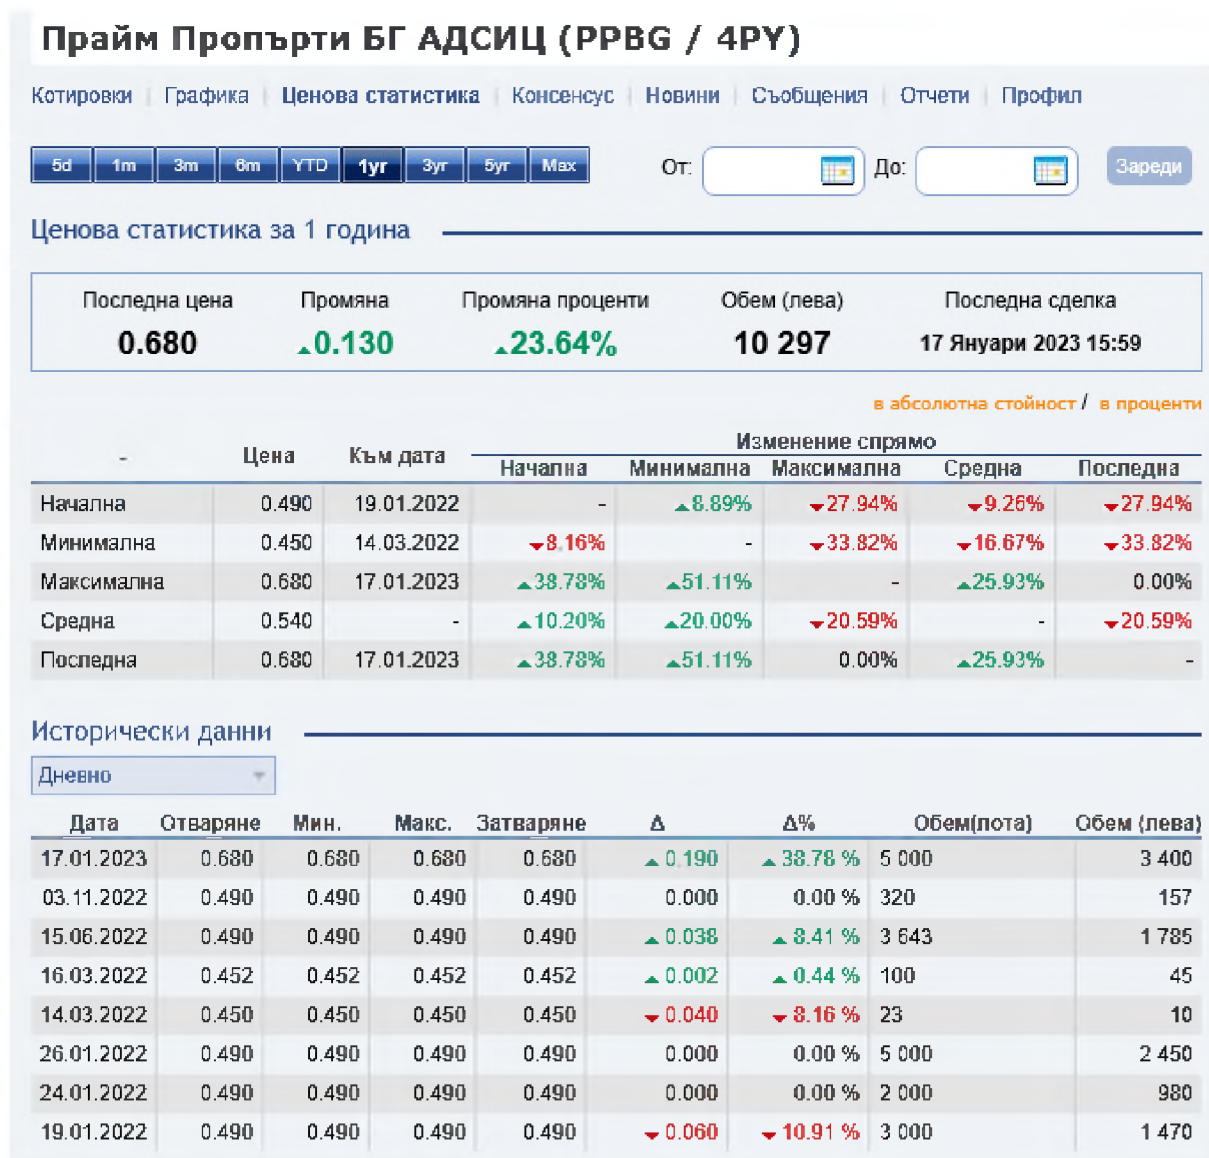 Прайм Пропърти БГ АДСИЦ (PPBG / 4PY)
Котировки Графика Ценова статистика Консенсус Новини Съобщения Отчети Профил
5d 1m 3m 6m YTD 1yr 3yr 5yr Max От: До: Зареди
Ценова статистика за 1 година
Последна цена Промяна Промяна проценти Обем (лева) Последна сделка
0.680 ▲0.130 ▲23.64% 10 297 17 Януари 2023 15:59
в абсолютна стойност / в проценти
Изменение спрямо
- Цена Към дата
Начална Минимална Максимална Средна Последна
Начална 0.490 19.01.2022 - ▲8.89% ▼27.94% ▼9.26% ▼27.94%
Минимална 0.450 14.03.2022 ▼8.16% - ▼33.82% ▼16.67% ▼33.82%
Максимална 0.680 17.01.2023 ▲38.78% ▲51.11% - ▲25.93% 0.00%
Средна 0.540 - ▲10.20% ▲20.00% ▼20.59% - ▼20.59%
Последна 0.680 17.01.2023 ▲38.78% ▲51.11% 0.00% ▲25.93% -
Исторически данни
Дневно
Дата Отваряне Мин. Макс. Затваряне Δ Δ% Обем(лота) Обем (лева)
17.01.2023 0.680 0.680 0.680 0.680 ▲ 0.190 ▲ 38.78 % 5 000 3 400
03.11.2022 0.490 0.490 0.490 0.490 0.000 0.00 % 320 157
15.06.2022 0.490 0.490 0.490 0.490 ▲ 0.038 ▲ 8.41 % 3 643 1 785
16.03.2022 0.452 0.452 0.452 0.452 ▲ 0.002 ▲ 0.44 % 100 45
14.03.2022 0.450 0.450 0.450 0.450 ▼ 0.040 ▼ 8.16 % 23 10
26.01.2022 0.490 0.490 0.490 0.490 0.000 0.00 % 5 000 2 450
24.01.2022 0.490 0.490 0.490 0.490 0.000 0.00 % 2 000 980
19.01.2022 0.490 0.490 0.490 0.490 ▼ 0.060 ▼ 10.91 % 3 000 1 470